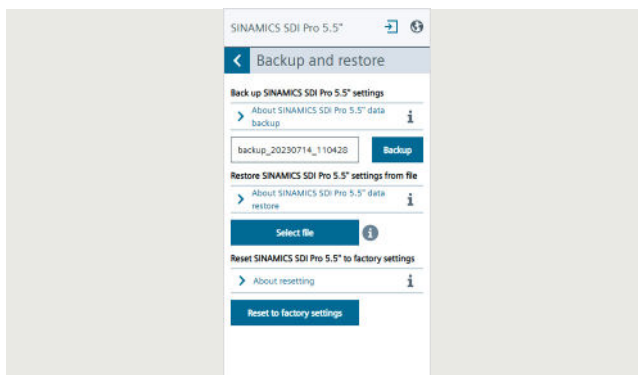 SINAMICS SDI Pro 5.5"
Backup and restore
Back up SINAMICS SDI Pro 5.5" settings
About SINAMICS SDI Pro 5.5" data
backup
backup_20230714_110428
Backup
Restore SINAMICS SDI Pro 5.5" settings from file
About SINAMICS SDI Pro 5.5" data
restore
Select file
Reset SINAMICS SDI Pro 5.5" to factory settings
About resetting
Reset to factory settings